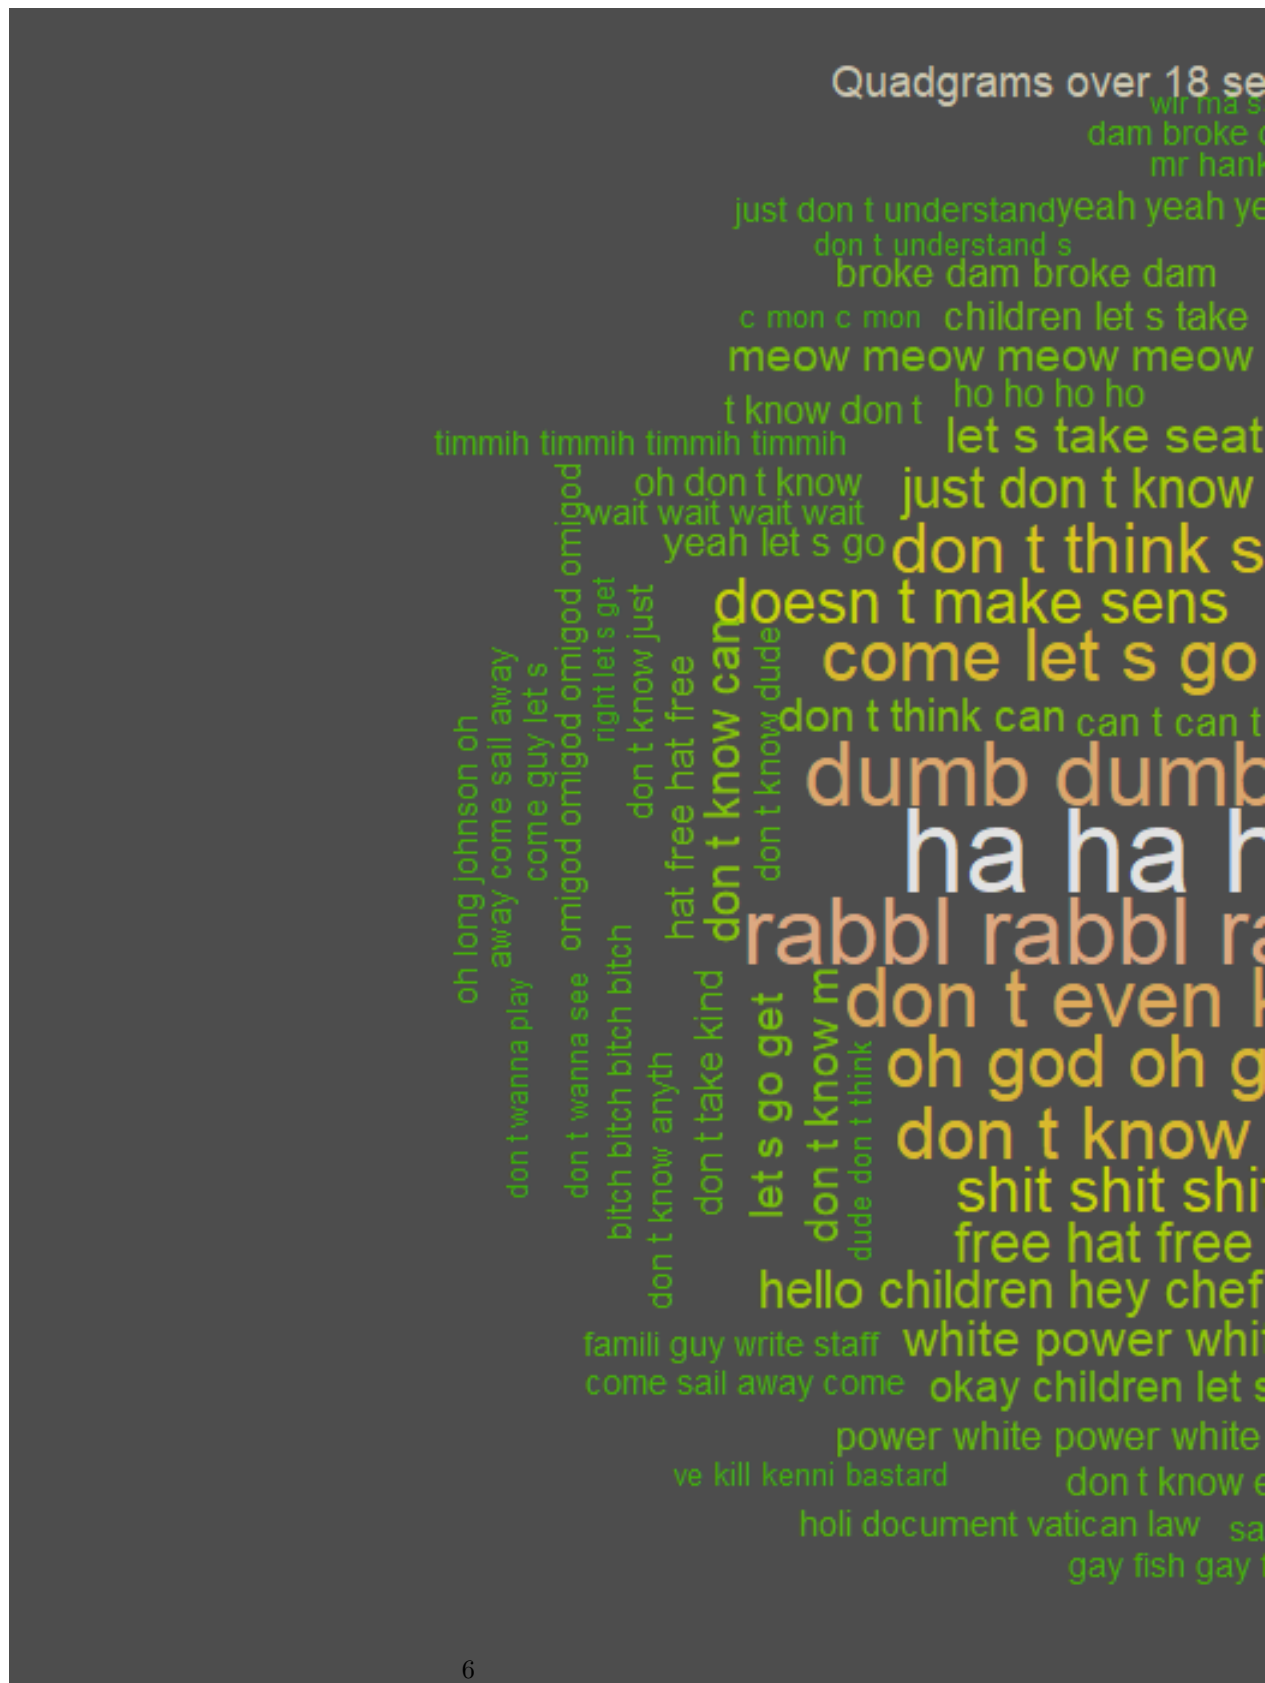 Quadgrams over 18 se
wir ma s
dam broke
mr hank
just don t understand
yeah yeah ye
don t understand s
broke dam broke dam
c mon c mon
children let s take
meow meow meow meow
ho ho ho ho
t know don t
timmih timmih timmih timmih
let s take seat
oh don t know
just don t know
wait wait wait wait
yeah let s go
don t think s
doesn t make sens
come let s go
don t think can
can t can t
dumb dumb
ha ha h
rabbl rabbl ra
don t even k
oh god oh g
don t know
shit shit shit
free hat free
hello children hey chef
famili guy write staff
white power whit
come sail away come
okay children let s
power white power white
ve kill kenni bastard
don t know e
holi document vatican law
sa
gay fish gay f
oh long johnson oh
away come sail away
come guy let s
omigod omigod omigod omigod
right let s get
don t know just
hat free hat free
don t know can
don t know dude
don t wanna play
don t wanna see
bitch bitch bitch bitch
don t know anyth
don t take kind
let s go get
don t know m
dude don t think
6